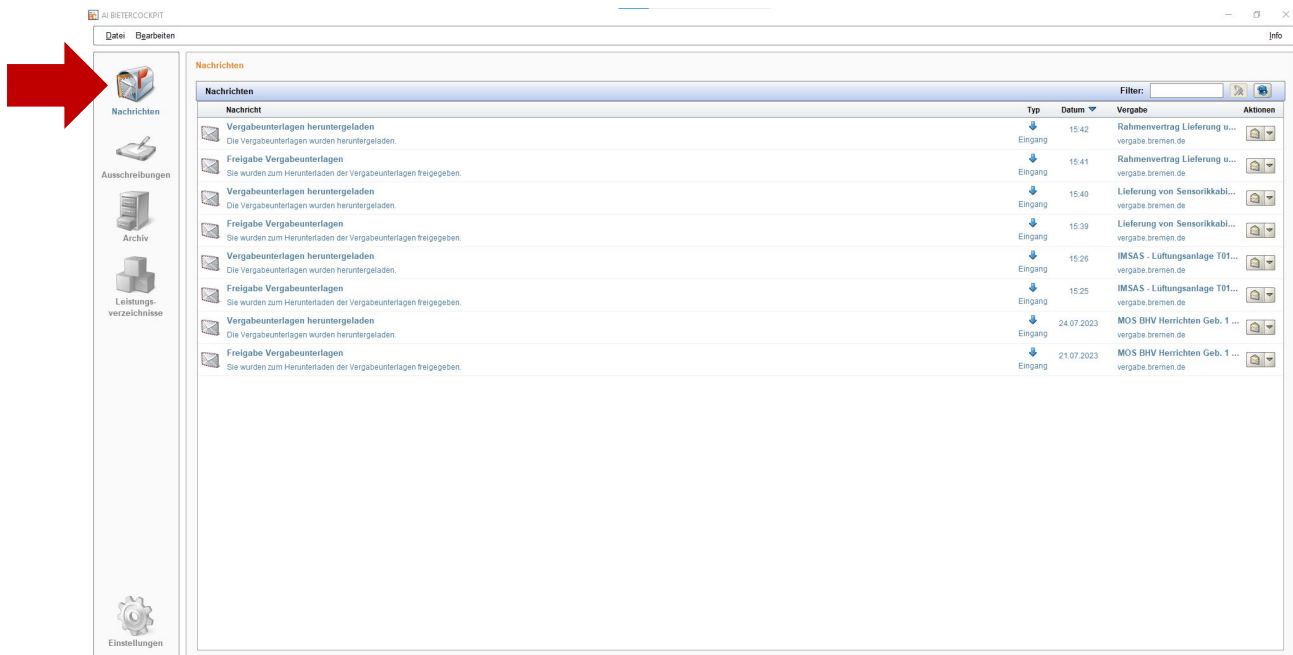 AI BIETERCOCKPIT
Datei Bearbeiten Info
Nachrichten
Nachrichten Filter:
Nachricht Typ Datum Vergabe Aktionen
Vergabeunterlagen heruntergeladen 15:42 Rahmenvertrag Lieferung u...
Die Vergabeunterlagen wurden heruntergeladen. Eingang vergabe.bremen.de
Freigabe Vergabeunterlagen 15:41 Rahmenvertrag Lieferung u...
Sie wurden zum Herunterladen der Vergabeunterlagen freigegeben. Eingang vergabe.bremen.de
Vergabeunterlagen heruntergeladen 15:40 Lieferung von Sensorikkabi...
Die Vergabeunterlagen wurden heruntergeladen. Eingang vergabe.bremen.de
Freigabe Vergabeunterlagen 15:39 Lieferung von Sensorikkabi...
Sie wurden zum Herunterladen der Vergabeunterlagen freigegeben. Eingang vergabe.bremen.de
Vergabeunterlagen heruntergeladen 15:26 IMSAS - Lüftungsanlage T01...
Die Vergabeunterlagen wurden heruntergeladen. Eingang vergabe.bremen.de
Freigabe Vergabeunterlagen 15:25 IMSAS - Lüftungsanlage T01...
Sie wurden zum Herunterladen der Vergabeunterlagen freigegeben. Eingang vergabe.bremen.de
Vergabeunterlagen heruntergeladen 24.07.2023 MOS BHV Herrichten Geb. 1 ...
Die Vergabeunterlagen wurden heruntergeladen. Eingang vergabe.bremen.de
Freigabe Vergabeunterlagen 21.07.2023 MOS BHV Herrichten Geb. 1 ...
Sie wurden zum Herunterladen der Vergabeunterlagen freigegeben. Eingang vergabe.bremen.de
Nachrichten
Ausschreibungen
Archiv
Leistungs-
verzeichnisse
Einstellungen